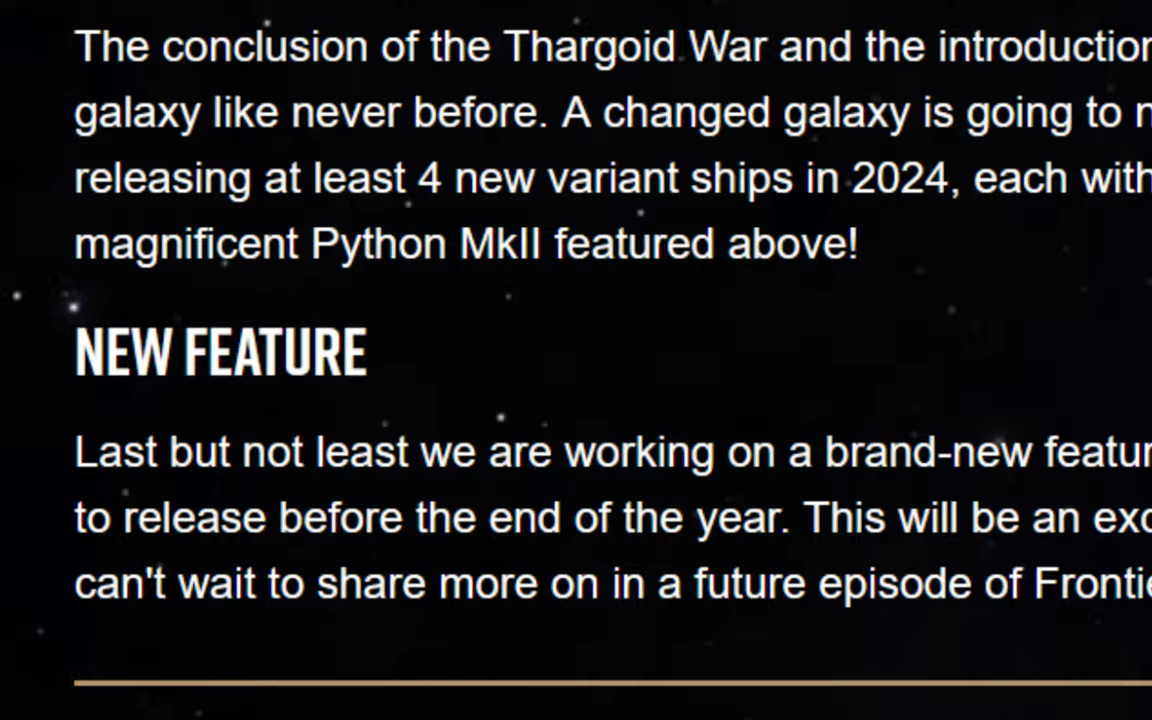 The conclusion of the Thargoid War and the introduction
galaxy like never before. A changed galaxy is going to
releasing at least 4 new variant ships in 2024, each with
magnificent Python MkII featured above!
NEW FEATURE
Last but not least we are working on a brand-new
to release before the end of the year. This will be an
can't wait to share more on in a future episode of